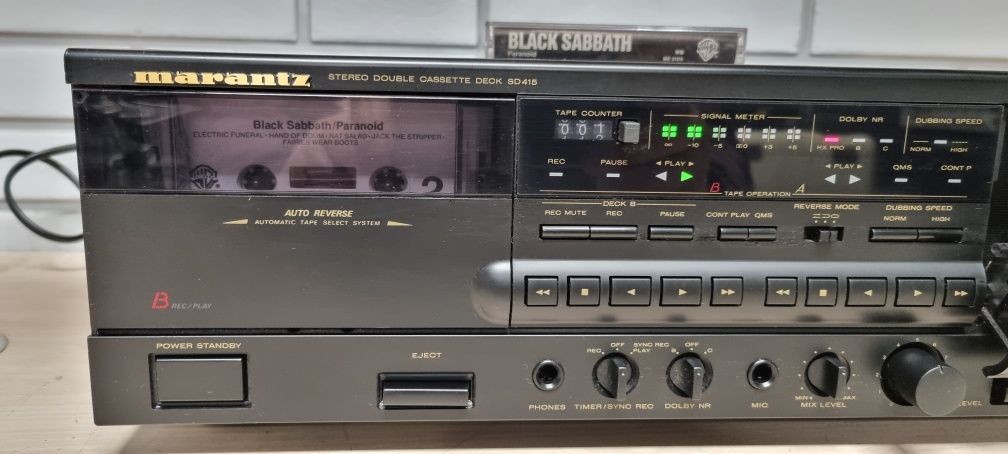 BLACK SABBATH
Paranoid
marantz STEREO DOUBLE CASSETTE DECK SD415
Black Sabbath/Paranoid
ELECTRIC FUNERAL · HAND OF DOOM · RAT SALAD · JACK THE STRIPPER ·
FAIRIES WEAR BOOTS
2
AUTO REVERSE
AUTOMATIC TAPE SELECT SYSTEM
B REC/PLAY
TAPE COUNTER
SIGNAL METER
DOLBY NR
DUBBING SPEED
∞ -10 -5 0 +3 +6
HX PRO B C
NORM HIGH
REC PAUSE ◄ PLAY ►
◄ PLAY ► QMS CONT P
B TAPE OPERATION A
DECK B
REC MUTE REC PAUSE CONT PLAY QMS
REVERSE MODE
DUBBING SPEED
NORM HIGH
POWER STANDBY
EJECT
PHONES
REC OFF SYNC REC PLAY
TIMER/SYNC REC
B OFF C
DOLBY NR
MIC
MIN MAX
MIX LEVEL
LEVEL